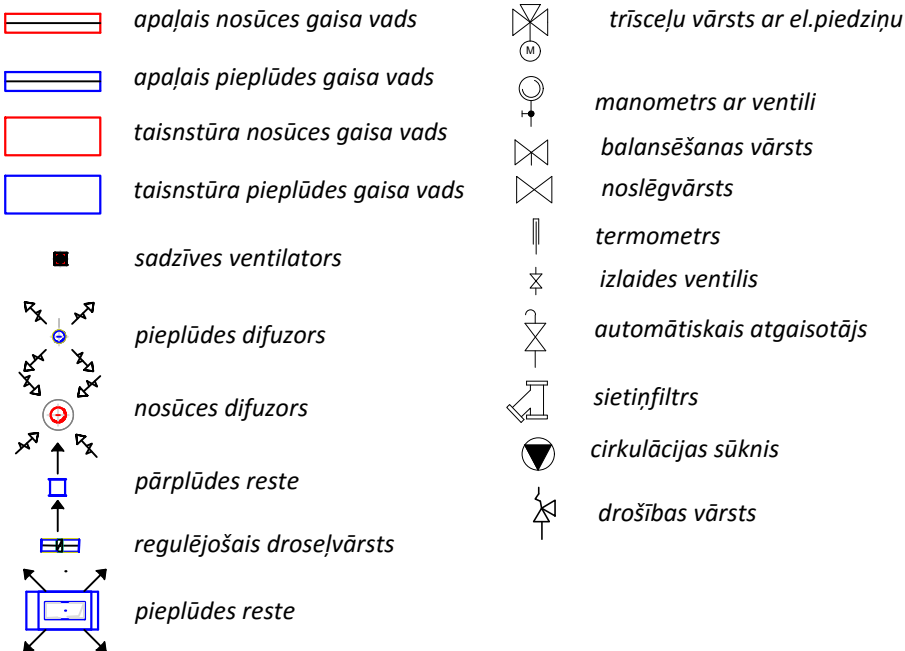 apaļais nosūces gaisa vads
apaļais pieplūdes gaisa vads
taisnstūra nosūces gaisa vads
taisnstūra pieplūdes gaisa vads
sadzīves ventilators
pieplūdes difuzors
nosūces difuzors
pārplūdes reste
regulējošais droseļvārsts
pieplūdes reste
trīsceļu vārsts ar el.piedziņu
M
manometrs ar ventili
balansēšanas vārsts
noslēgvārsts
termometrs
izlaides ventilis
automātiskais atgaisotājs
sietiņfiltrs
cirkulācijas sūknis
drošības vārsts